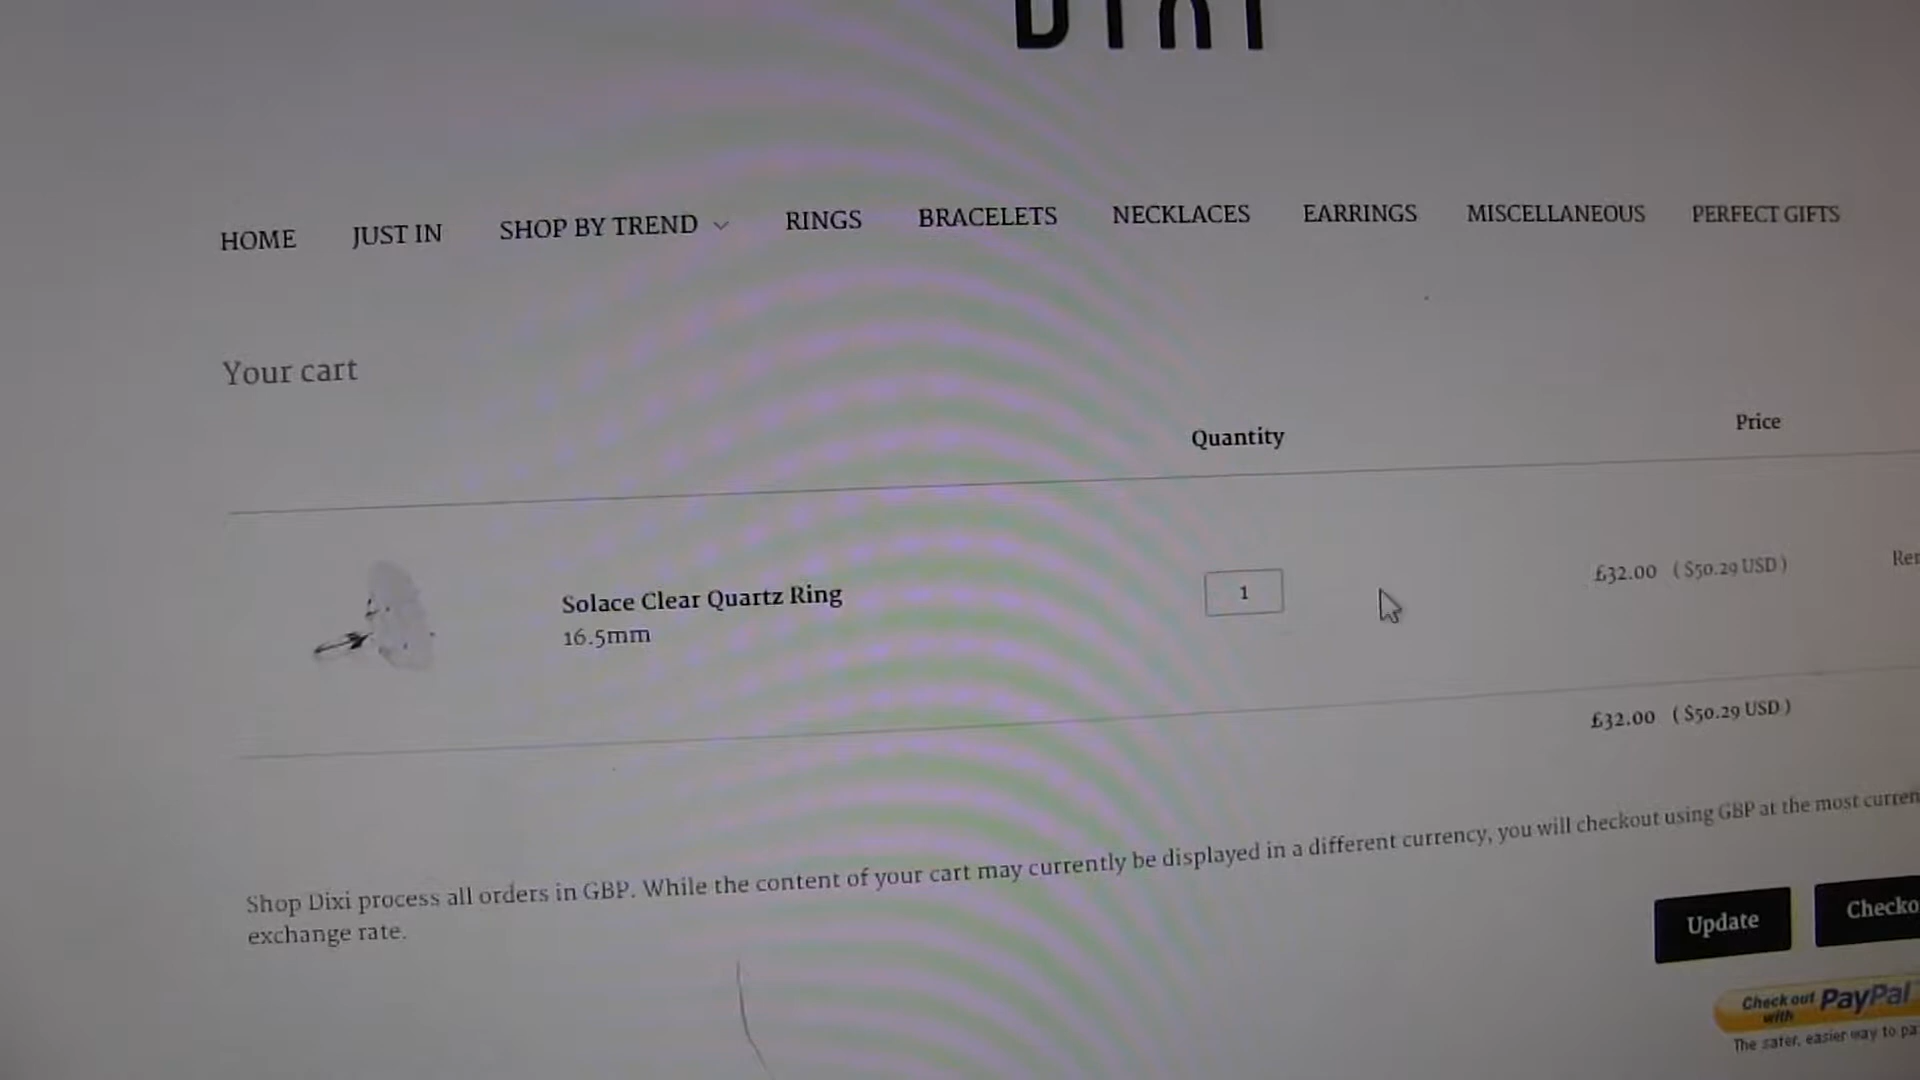 DIXI
HOME JUST IN SHOP BY TREND RINGS BRACELETS NECKLACES EARRINGS MISCELLANEOUS PERFECT GIFTS
Your cart
Quantity Price
Solace Clear Quartz Ring 1 £32.00 ( $50.29 USD )
16.5mm
£32.00 ( $50.29 USD )
Shop Dixi process all orders in GBP. While the content of your cart may currently be displayed in a different currency, you will checkout using GBP at the most
exchange rate.
Update
Check out with PayPal
The safer, easier way to